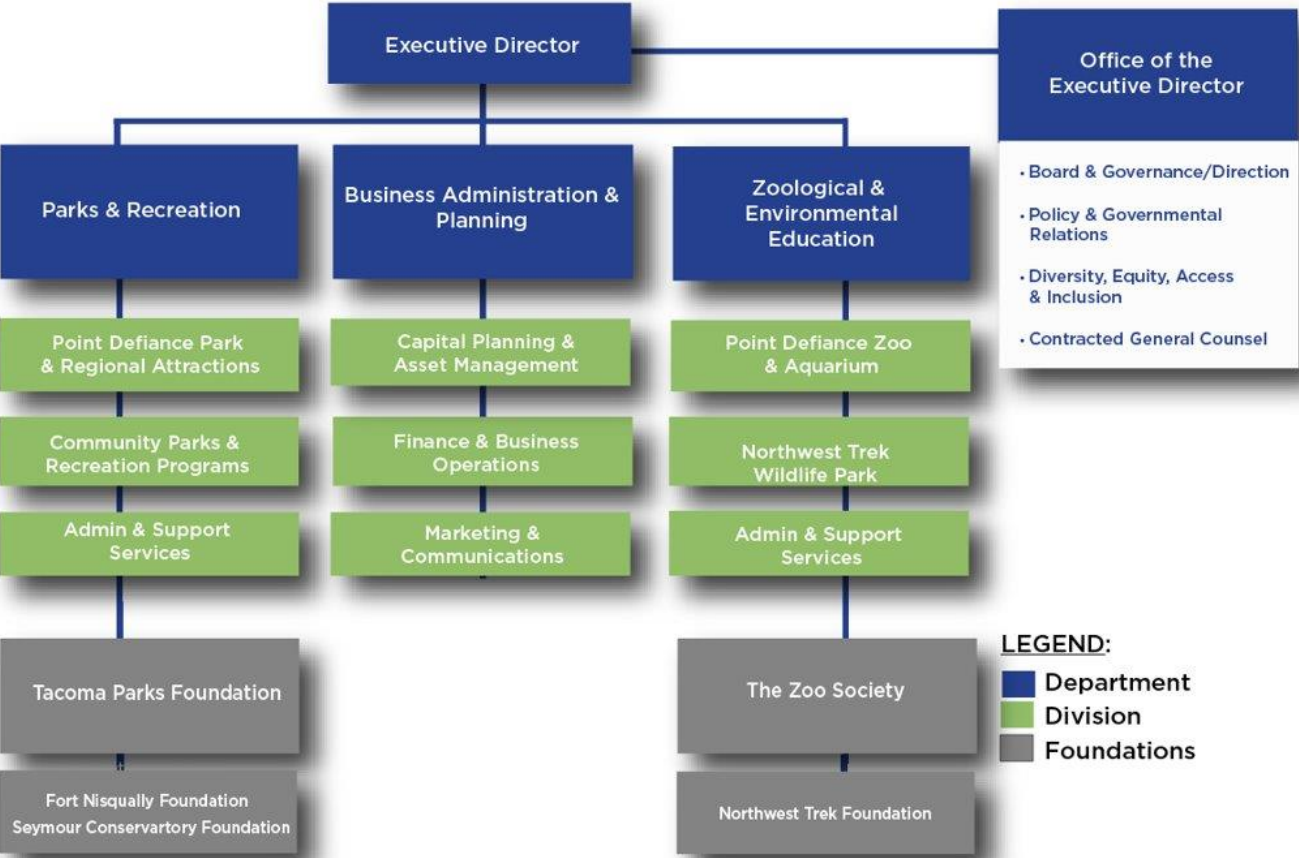 Executive Director
Office of the
Executive Director
· Board & Governance/Direction
· Policy & Governmental
Relations
· Diversity, Equity, Access
& Inclusion
· Contracted General Counsel
Parks & Recreation
Business Administration &
Planning
Zoological &
Environmental
Education
Point Defiance Park
& Regional Attractions
Community Parks &
Recreation Programs
Admin & Support
Services
Capital Planning &
Asset Management
Finance & Business
Operations
Marketing &
Communications
Point Defiance Zoo
& Aquarium
Northwest Trek
Wildlife Park
Admin & Support
Services
Tacoma Parks Foundation
Fort Nisqually Foundation
Seymour Conservartory Foundation
The Zoo Society
Northwest Trek Foundation
LEGEND:
Department
Division
Foundations